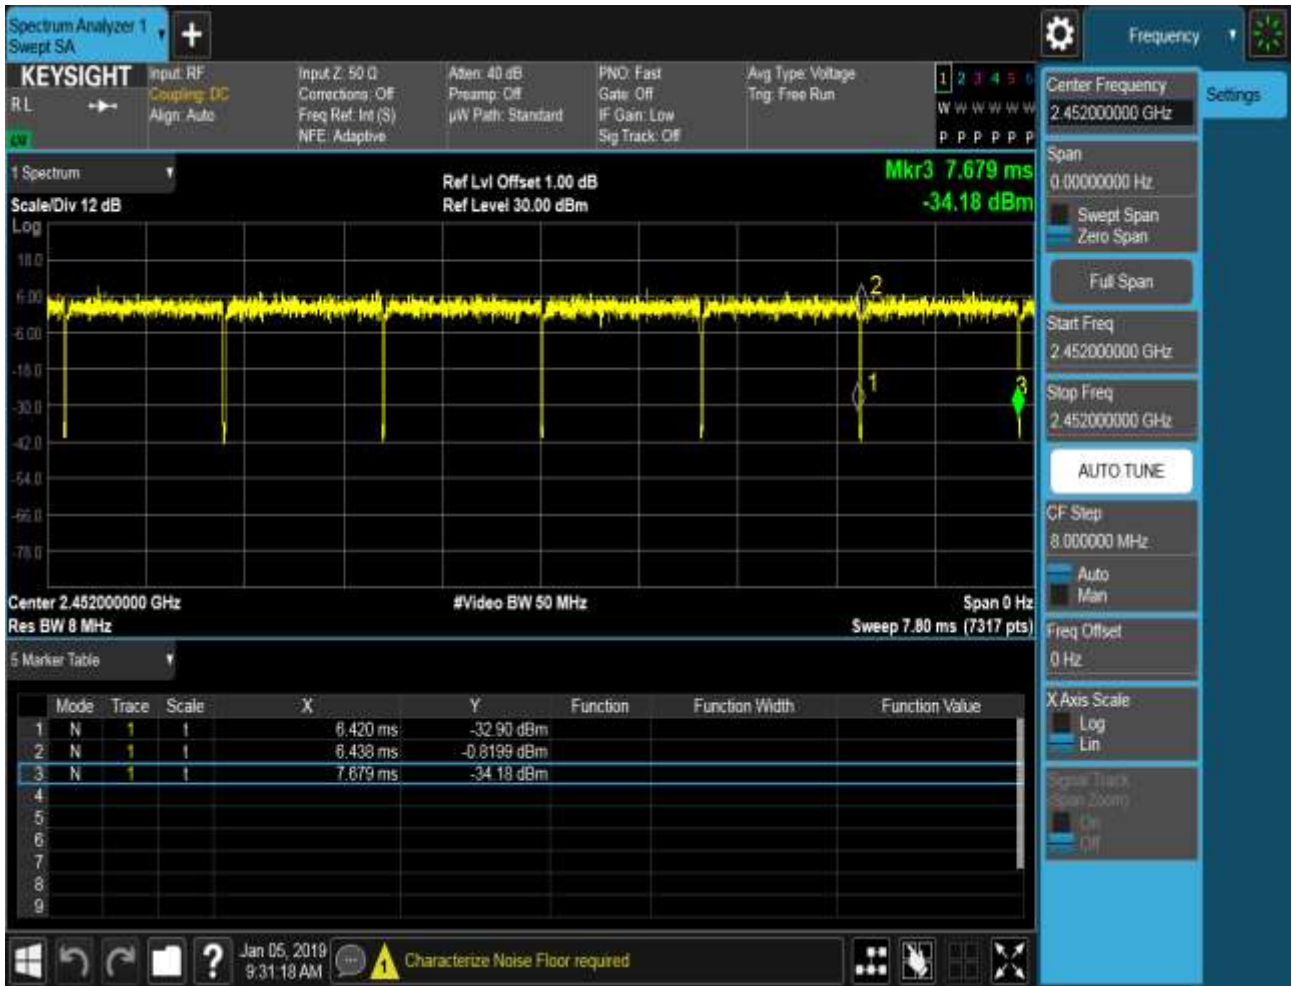 Spectrum Analyzer 1
Swept SA
+
Frequency
KEYSIGHT
RL
Input: RF
Coupling: DC
Align: Auto
Input Z: 50 Ω
Corrections: Off
Freq Ref: Int (S)
NFE: Adaptive
Atten: 40 dB
Preamp: Off
µW Path: Standard
PNO: Fast
Gate: Off
IF Gain: Low
Sig Track: Off
Avg Type: Voltage
Trig: Free Run
1 2 3 4 5 6
W W W W W W
P P P P P P
1 Spectrum
Scale/Div 12 dB
Ref Lvl Offset 1.00 dB
Ref Level 30.00 dBm
Mkr3 7.679 ms
-34.18 dBm
Log
18.0
6.00
-6.00
-18.0
-30.0
-42.0
-54.0
-66.0
-78.0
2
1
3
Center 2.452000000 GHz
#Video BW 50 MHz
Span 0 Hz
Res BW 8 MHz
Sweep 7.80 ms (7317 pts)
5 Marker Table
Mode Trace Scale X Y Function Function Width Function Value
1 N 1 t 6.420 ms -32.90 dBm
2 N 1 t 6.438 ms -0.8199 dBm
3 N 1 t 7.679 ms -34.18 dBm
4
5
6
7
8
9
?
Jan 05, 2019
9:31:18 AM
1
Characterize Noise Floor required
Center Frequency
2.452000000 GHz
Settings
Span
0.00000000 Hz
Swept Span
Zero Span
Full Span
Start Freq
2.452000000 GHz
Stop Freq
2.452000000 GHz
AUTO TUNE
CF Step
8.000000 MHz
Auto
Man
Freq Offset
0 Hz
X Axis Scale
Log
Lin
Signal Track
(Span Zoom)
On
Off